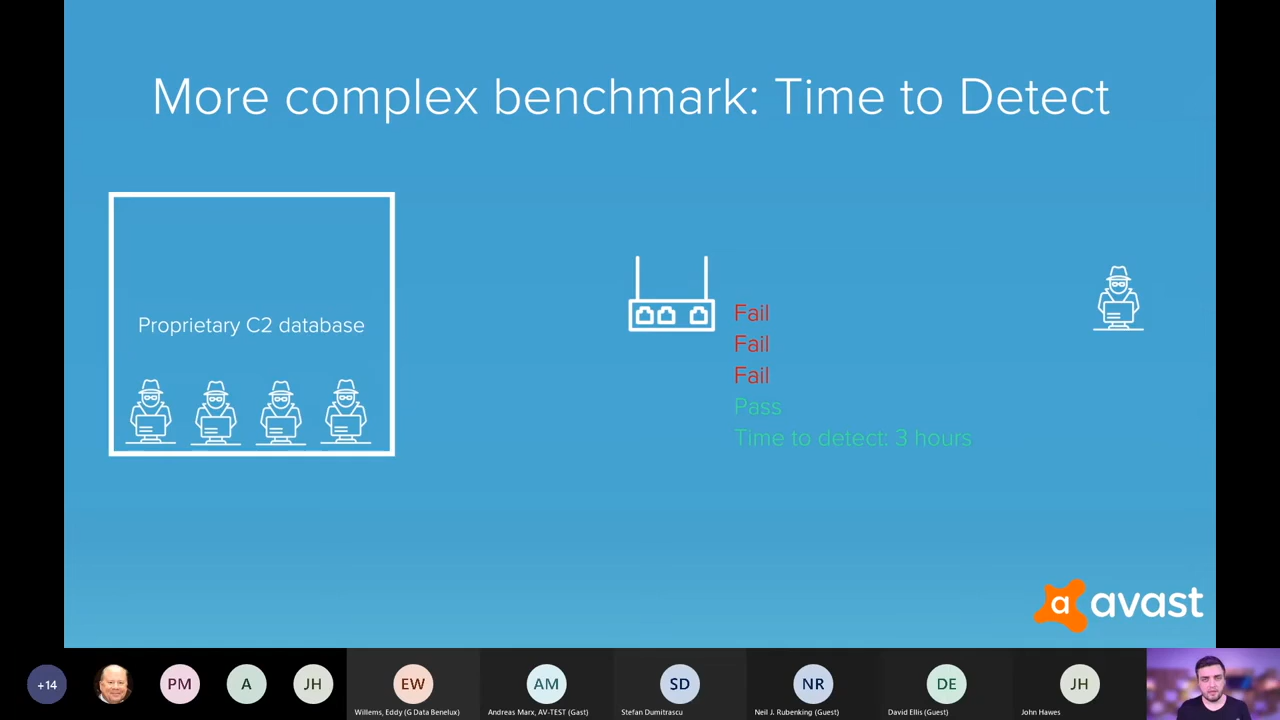 More complex benchmark: Time to Detect
Proprietary C2 database
Fail
Fail
Fail
Pass
Time to detect: 3 hours
a avast
+14
PM
A
JH
EW
AM
SD
NR
DE
JH
Willems, Eddy (G Data Benelux)
Andreas Marx, AV-TEST (Gast)
Stefan Dumitrascu
Neil J. Rubenking (Guest)
David Ellis (Guest)
John Hawes